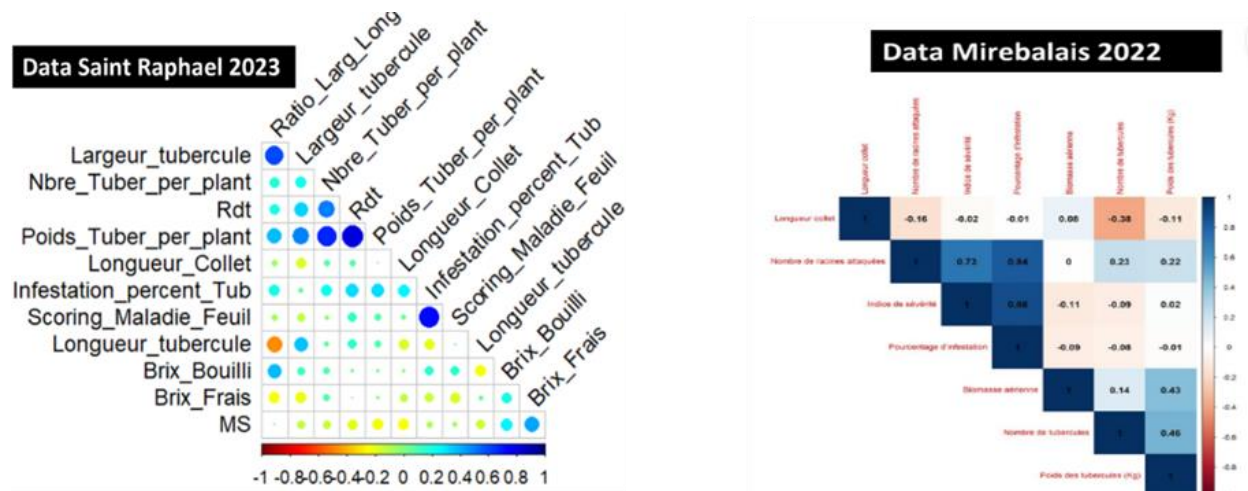 Data Saint Raphael 2023
Ratio_Larg_Long
Largeur_tubercule
Nbre_Tuber_per_plant
Rdt
Poids_Tuber_per_plant
Longueur_Collet
Infestation_percent_Tub
Scoring_Maladie_Feuil
Longueur_tubercule
Brix_Bouilli
Brix_Frais
Largeur_tubercule
Nbre_Tuber_per_plant
Rdt
Poids_Tuber_per_plant
Longueur_Collet
Infestation_percent_Tub
Scoring_Maladie_Feuil
Longueur_tubercule
Brix_Bouilli
Brix_Frais
MS
-1 -0.8 -0.6 -0.4 -0.2 0 0.2 0.4 0.6 0.8 1
Data Mirebalais 2022
Longueur collet
Nombre de racines attaquées
Indice de sévérité
Pourcentage d'infestation
Biomasse aérienne
Nombre de tubercules
Poids des tubercules (Kg)
Longueur collet 1 -0.16 -0.02 -0.01 0.08 -0.38 -0.11
Nombre de racines attaquées 1 0.73 0.84 0 0.23 0.22
Indice de sévérité 1 -0.11 -0.09 0.02
Pourcentage d'infestation 1 -0.09 -0.08 -0.01
Biomasse aérienne 1 0.14 0.43
Nombre de tubercules 1 0.46
Poids des tubercules (Kg) 1
1
0.8
0.6
0.4
0.2
0
-0.2
-0.4
-0.6
-0.8